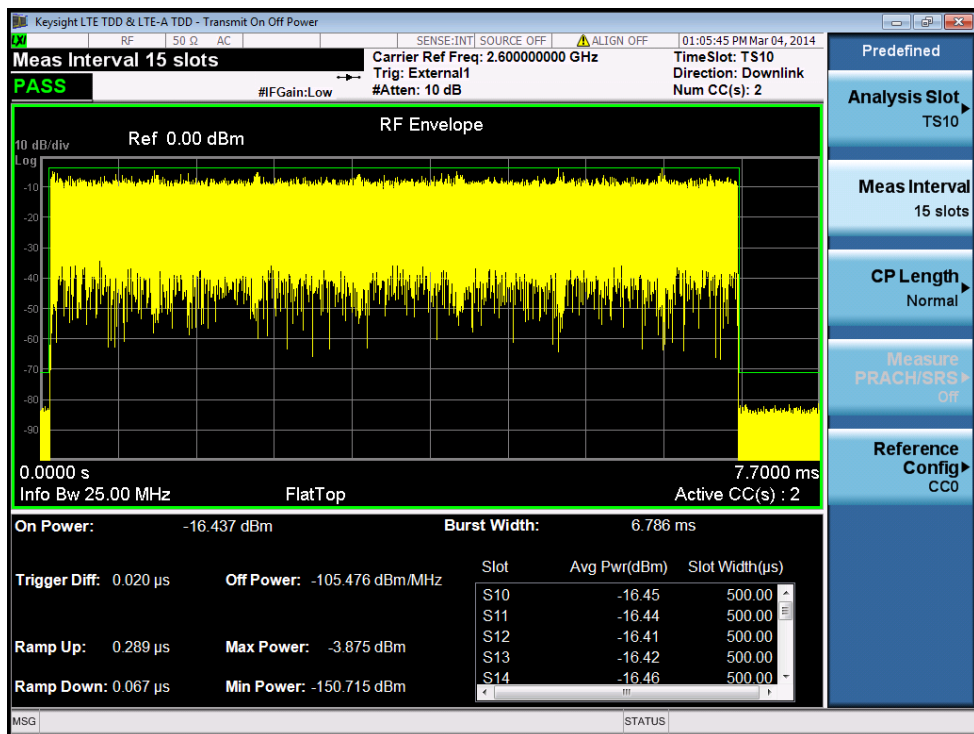 Keysight LTE TDD & LTE-A TDD - Transmit On Off Power
LXI RF 50 Ω AC SENSE:INT SOURCE OFF ALIGN OFF 01:05:45 PM Mar 04, 2014
Meas Interval 15 slots
PASS
#IFGain:Low
Carrier Ref Freq: 2.600000000 GHz
Trig: External1
#Atten: 10 dB
TimeSlot: TS10
Direction: Downlink
Num CC(s): 2
RF Envelope
10 dB/div Ref 0.00 dBm
Log
-10
-20
-30
-40
-50
-60
-70
-80
-90
0.0000 s 7.7000 ms
Info Bw 25.00 MHz FlatTop Active CC(s) : 2
On Power: -16.437 dBm Burst Width: 6.786 ms
Trigger Diff: 0.020 µs Off Power: -105.476 dBm/MHz
Ramp Up: 0.289 µs Max Power: -3.875 dBm
Ramp Down: 0.067 µs Min Power: -150.715 dBm
Slot Avg Pwr(dBm) Slot Width(µs)
S10 -16.45 500.00
S11 -16.44 500.00
S12 -16.41 500.00
S13 -16.42 500.00
S14 -16.46 500.00
MSG STATUS
Predefined
Analysis Slot
TS10
Meas Interval
15 slots
CP Length
Normal
Measure
PRACH/SRS
Off
Reference
Config
CC0